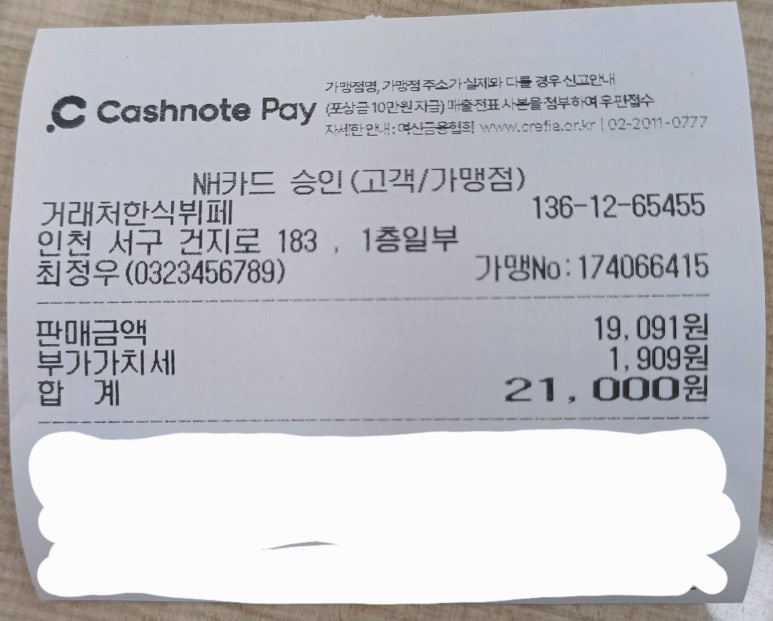 Cashnote Pay
가맹점명, 가맹점 주소가 실제와 다를 경우 신고안내
(포상금 10만원 지급) 매출전표 사본을 첨부하여 우편접수
자세한 안내 : 여신금융협회 www.crefia.or.kr | 02-2011-0777
NH카드 승인(고객/가맹점)
거래처한식뷔페 136-12-65455
인천 서구 건지로 183 , 1층일부
최정우(0323456789) 가맹No:174066415
판매금액 19,091원
부가가치세 1,909원
합 계 21,000원